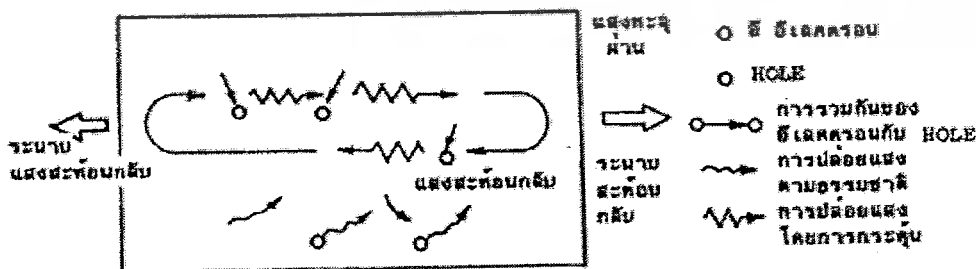 ระนาบ
แสงสะท้อนกลับ
แสงสะท้อนกลับ
แสงทะลุ
ผ่าน
ระนาบ
สะท้อน
กลับ
สี อีเลคตรอน
HOLE
การรวมกันของ
อีเลคตรอนกับ HOLE
การปล่อยแสง
ตามธรรมชาติ
การปล่อยแสง
โดยการกระตุ้น